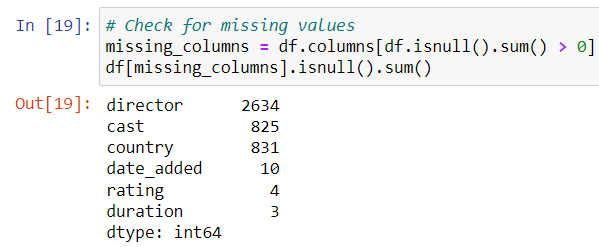 In [19]: # Check for missing values
missing_columns = df.columns[df.isnull().sum() > 0]
df[missing_columns].isnull().sum()
Out[19]: director 2634
cast 825
country 831
date_added 10
rating 4
duration 3
dtype: int64